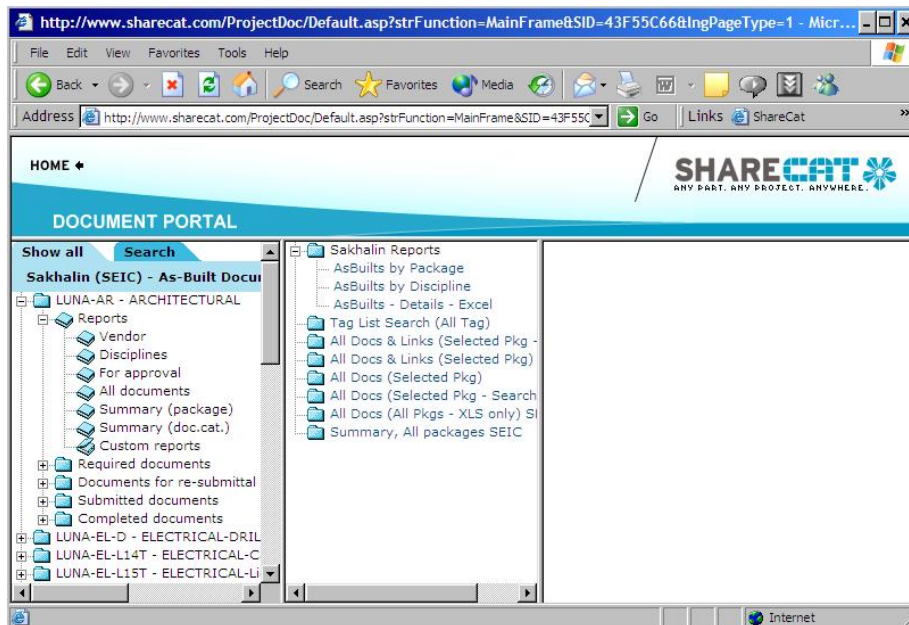 http://www.sharecat.com/ProjectDoc/Default.asp?strFunction=MainFrame&SID=43F55C66&lngPageType=1 - Micr...
File Edit View Favorites Tools Help
Back Search Favorites Media
Address http://www.sharecat.com/ProjectDoc/Default.asp?strFunction=MainFrame&SID=43F55C Go Links ShareCat »
HOME
SHARECAT
ANY PART. ANY PROJECT. ANYWHERE.
DOCUMENT PORTAL
Show all Search
Sakhalin (SEIC) - As-Built Docu
LUNA-AR - ARCHITECTURAL
Reports
Vendor
Disciplines
For approval
All documents
Summary (package)
Summary (doc.cat.)
Custom reports
Required documents
Documents for re-submittal
Submitted documents
Completed documents
LUNA-EL-D - ELECTRICAL-DRIL
LUNA-EL-L14T - ELECTRICAL-C
LUNA-EL-L15T - ELECTRICAL-Li
Sakhalin Reports
AsBuilts by Package
AsBuilts by Discipline
AsBuilts - Details - Excel
Tag List Search (All Tag)
All Docs & Links (Selected Pkg -
All Docs & Links (Selected Pkg)
All Docs (Selected Pkg)
All Docs (Selected Pkg - Search
All Docs (All Pkgs - XLS only) SI
Summary, All packages SEIC
Internet